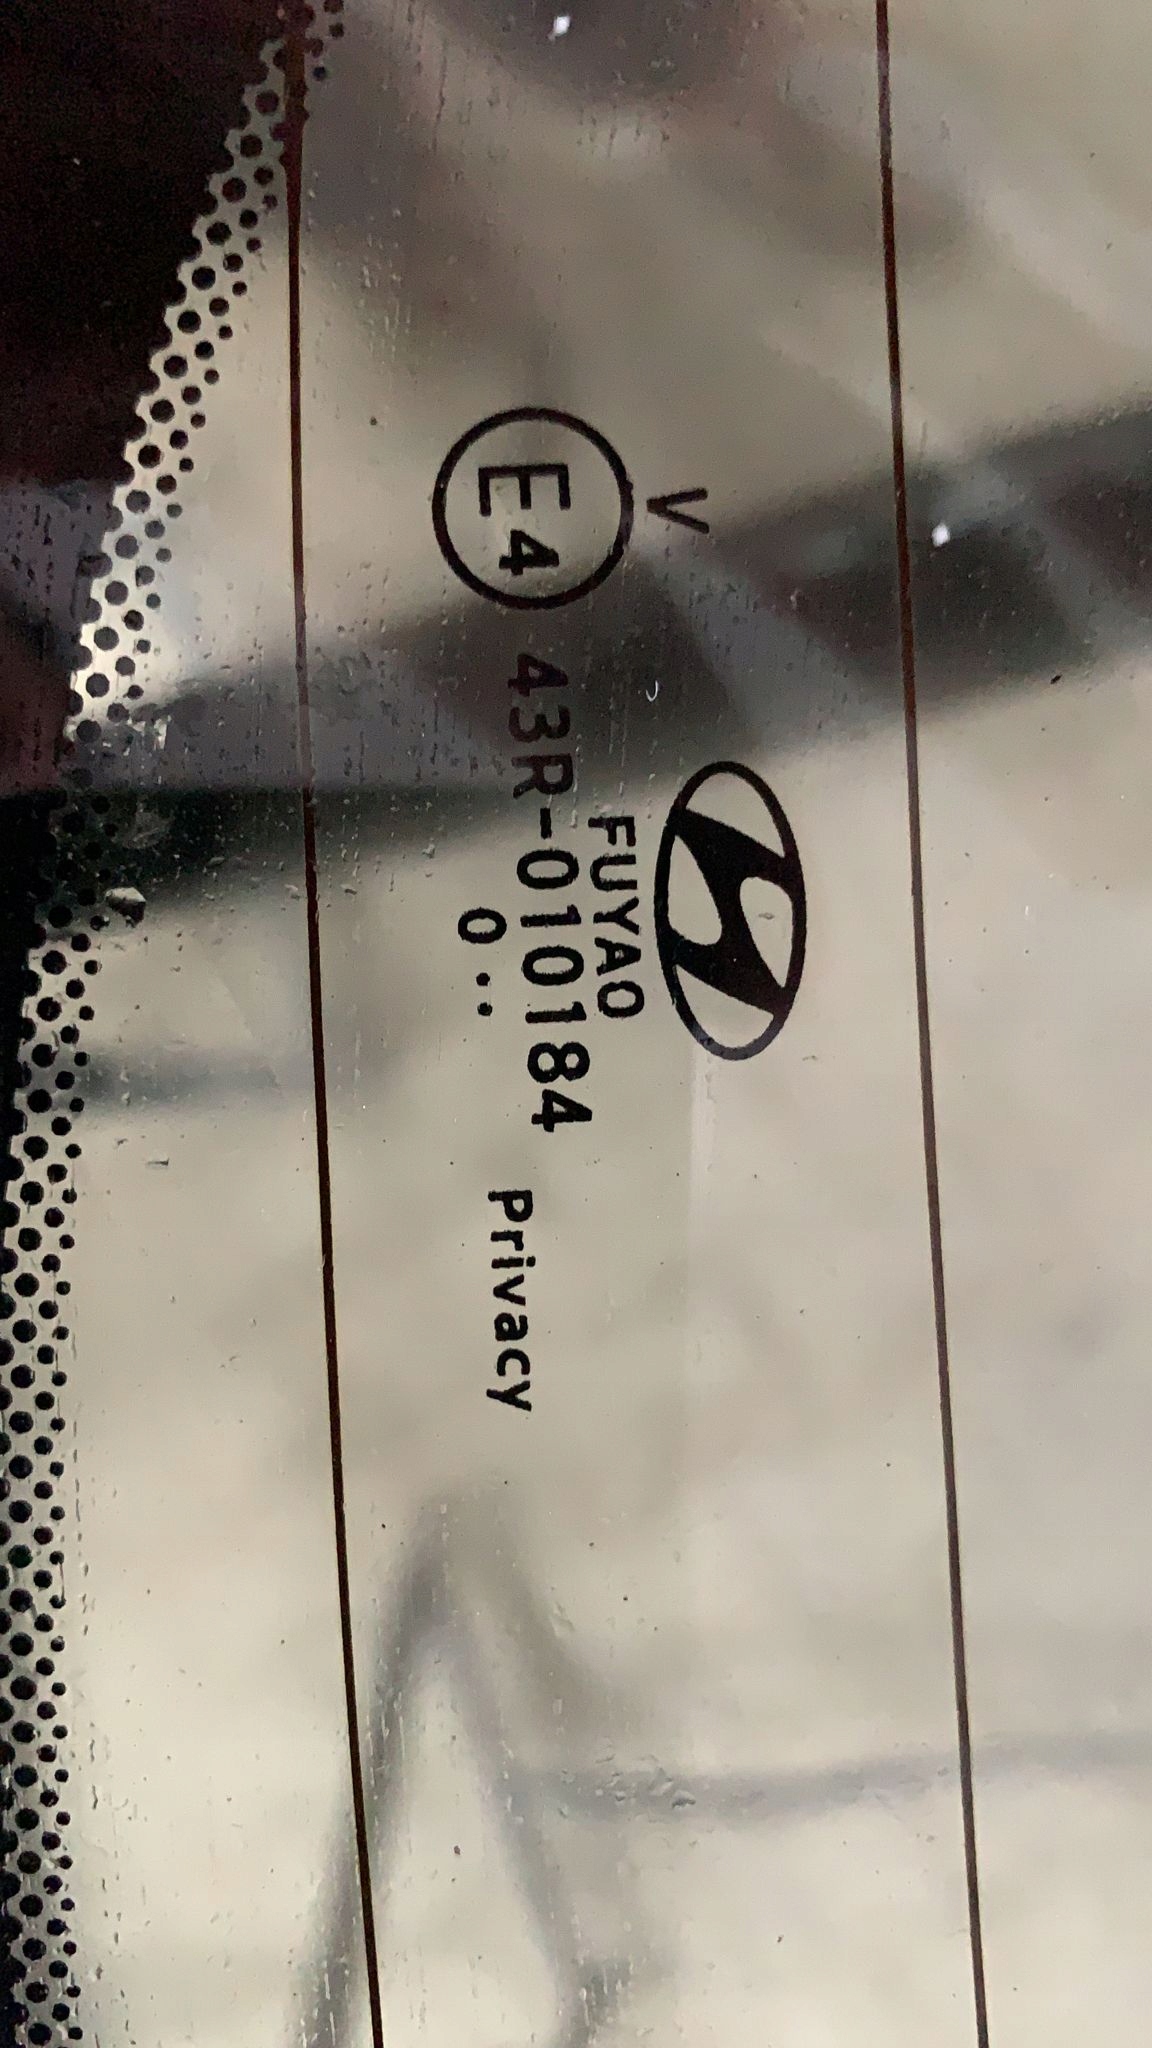 FUYAO
V
E4 43R-010184
0..
Privacy